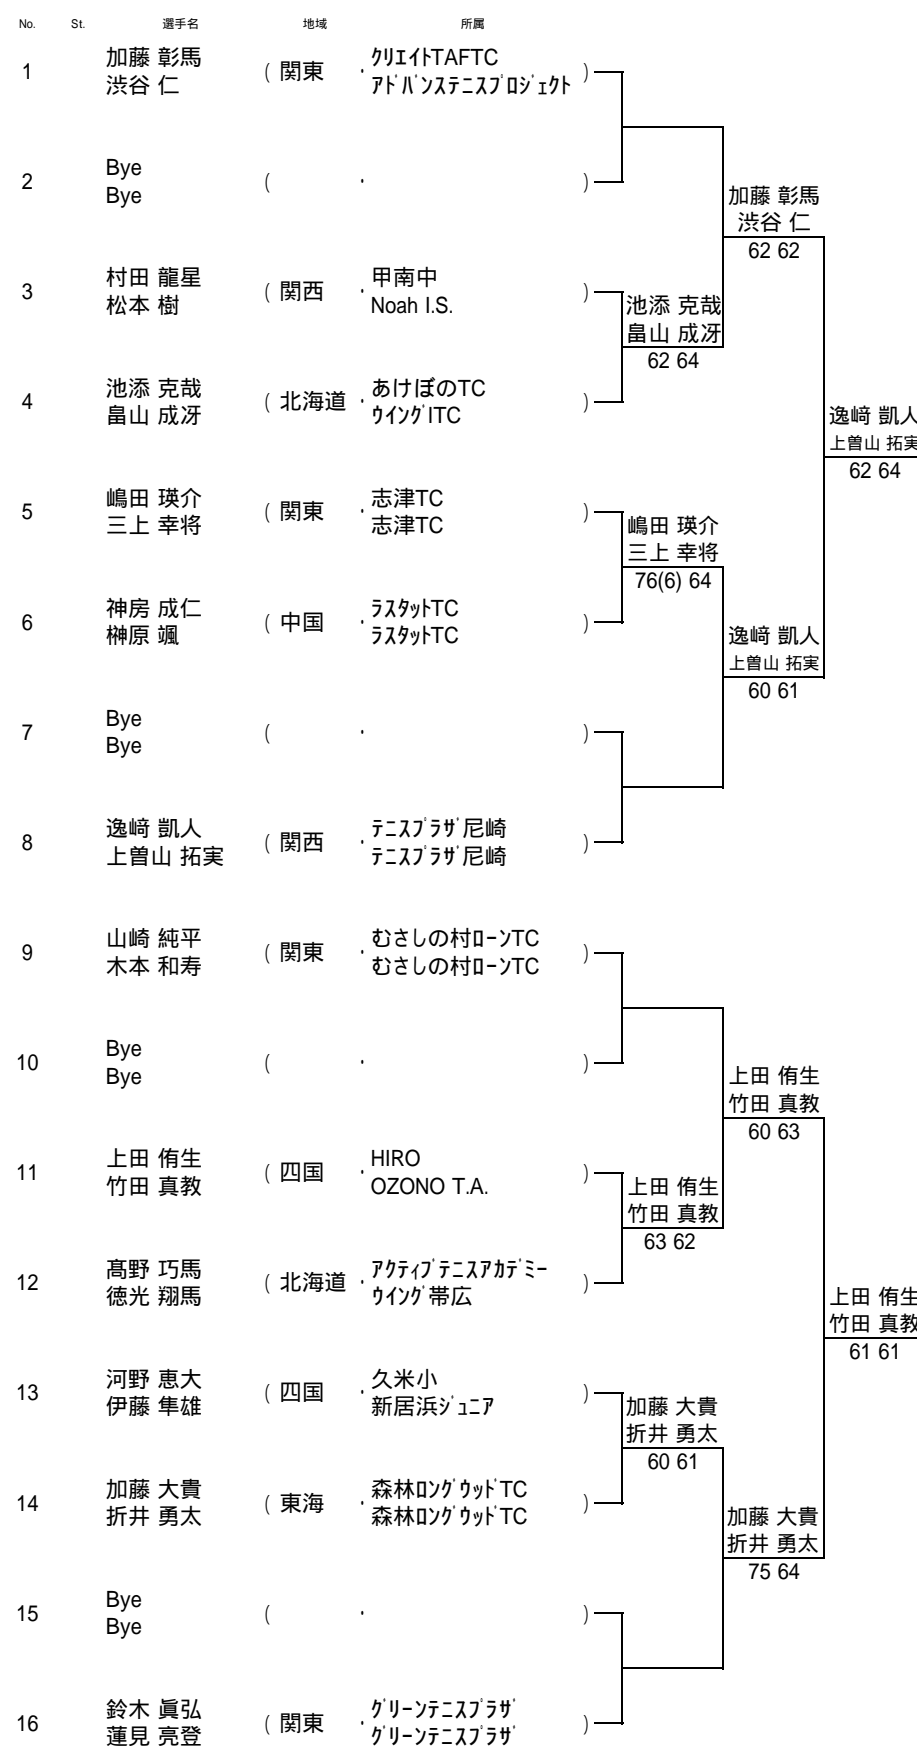 No. St. 選手名 地域 所属
1 加藤 彰馬 ( 関東 ・ ｸﾘｴｲﾄTAFTC )
渋谷 仁 ｱﾄﾞﾊﾞﾝｽﾃﾆｽﾌﾟﾛｼﾞｪｸﾄ
2 Bye ( ・ )
Bye
加藤 彰馬
渋谷 仁
62 62
3 村田 龍星 ( 関西 ・ 甲南中 )
松本 樹 Noah I.S.
池添 克哉
畠山 成冴
62 64
4 池添 克哉 ( 北海道 ・ あけぼのTC )
畠山 成冴 ｳｲﾝｸﾞITC
逸﨑 凱人
上曽山 拓実
62 64
5 嶋田 瑛介 ( 関東 ・ 志津TC )
三上 幸将 志津TC
嶋田 瑛介
三上 幸将
76(6) 64
6 神房 成仁 ( 中国 ・ ﾗｽﾀｯﾄTC )
榊原 颯 ﾗｽﾀｯﾄTC
逸﨑 凱人
上曽山 拓実
60 61
7 Bye ( ・ )
Bye
8 逸﨑 凱人 ( 関西 ・ ﾃﾆｽﾌﾟﾗｻﾞ尼崎 )
上曽山 拓実 ﾃﾆｽﾌﾟﾗｻﾞ尼崎
9 山崎 純平 ( 関東 ・ むさしの村ﾛｰﾝTC )
木本 和寿 むさしの村ﾛｰﾝTC
10 Bye ( ・ )
Bye
上田 侑生
竹田 真教
60 63
11 上田 侑生 ( 四国 ・ HIRO )
竹田 真教 OZONO T.A.
上田 侑生
竹田 真教
63 62
12 髙野 巧馬 ( 北海道 ・ ｱｸﾃｨﾌﾞﾃﾆｽｱｶﾃﾞﾐｰ )
徳光 翔馬 ｳｲﾝｸﾞ帯広
上田 侑生
竹田 真教
61 61
13 河野 恵大 ( 四国 ・ 久米小 )
伊藤 隼雄 新居浜ｼﾞｭﾆｱ
加藤 大貴
折井 勇太
60 61
14 加藤 大貴 ( 東海 ・ 森林ﾛﾝｸﾞｳｯﾄﾞTC )
折井 勇太 森林ﾛﾝｸﾞｳｯﾄﾞTC
加藤 大貴
折井 勇太
75 64
15 Bye ( ・ )
Bye
16 鈴木 眞弘 ( 関東 ・ ｸﾞﾘｰﾝﾃﾆｽﾌﾟﾗｻﾞ )
蓮見 亮登 ｸﾞﾘｰﾝﾃﾆｽﾌﾟﾗｻﾞ